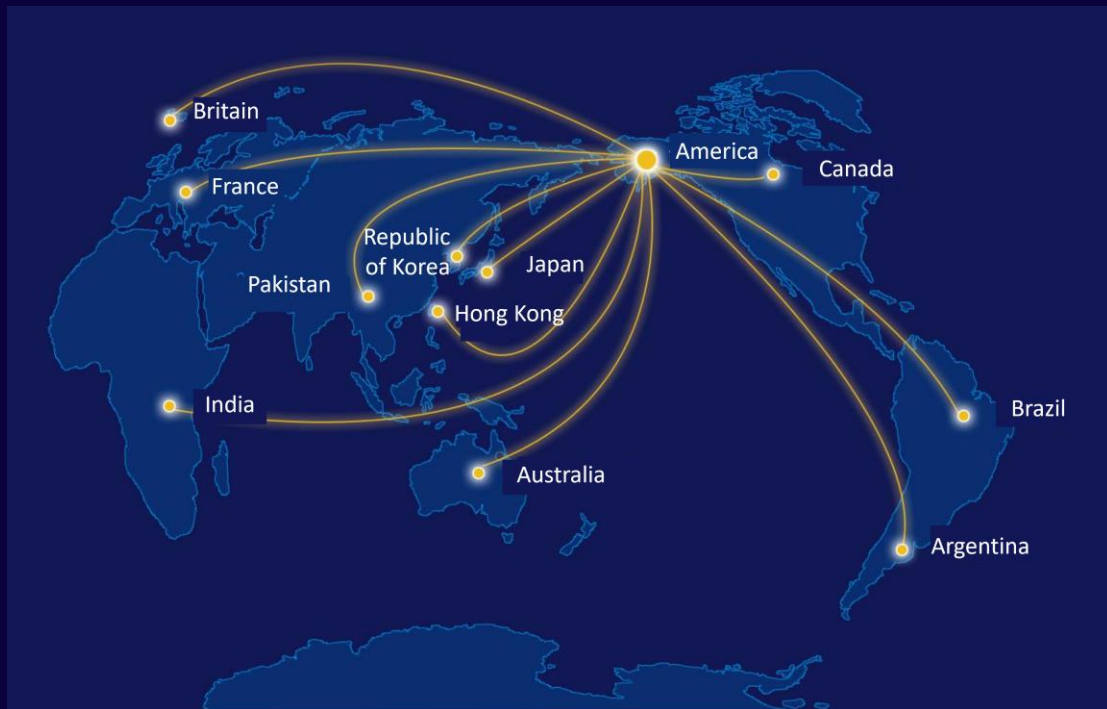 Britain
America
Canada
France
Republic
of Korea
Japan
Pakistan
Hong Kong
India
Brazil
Australia
Argentina